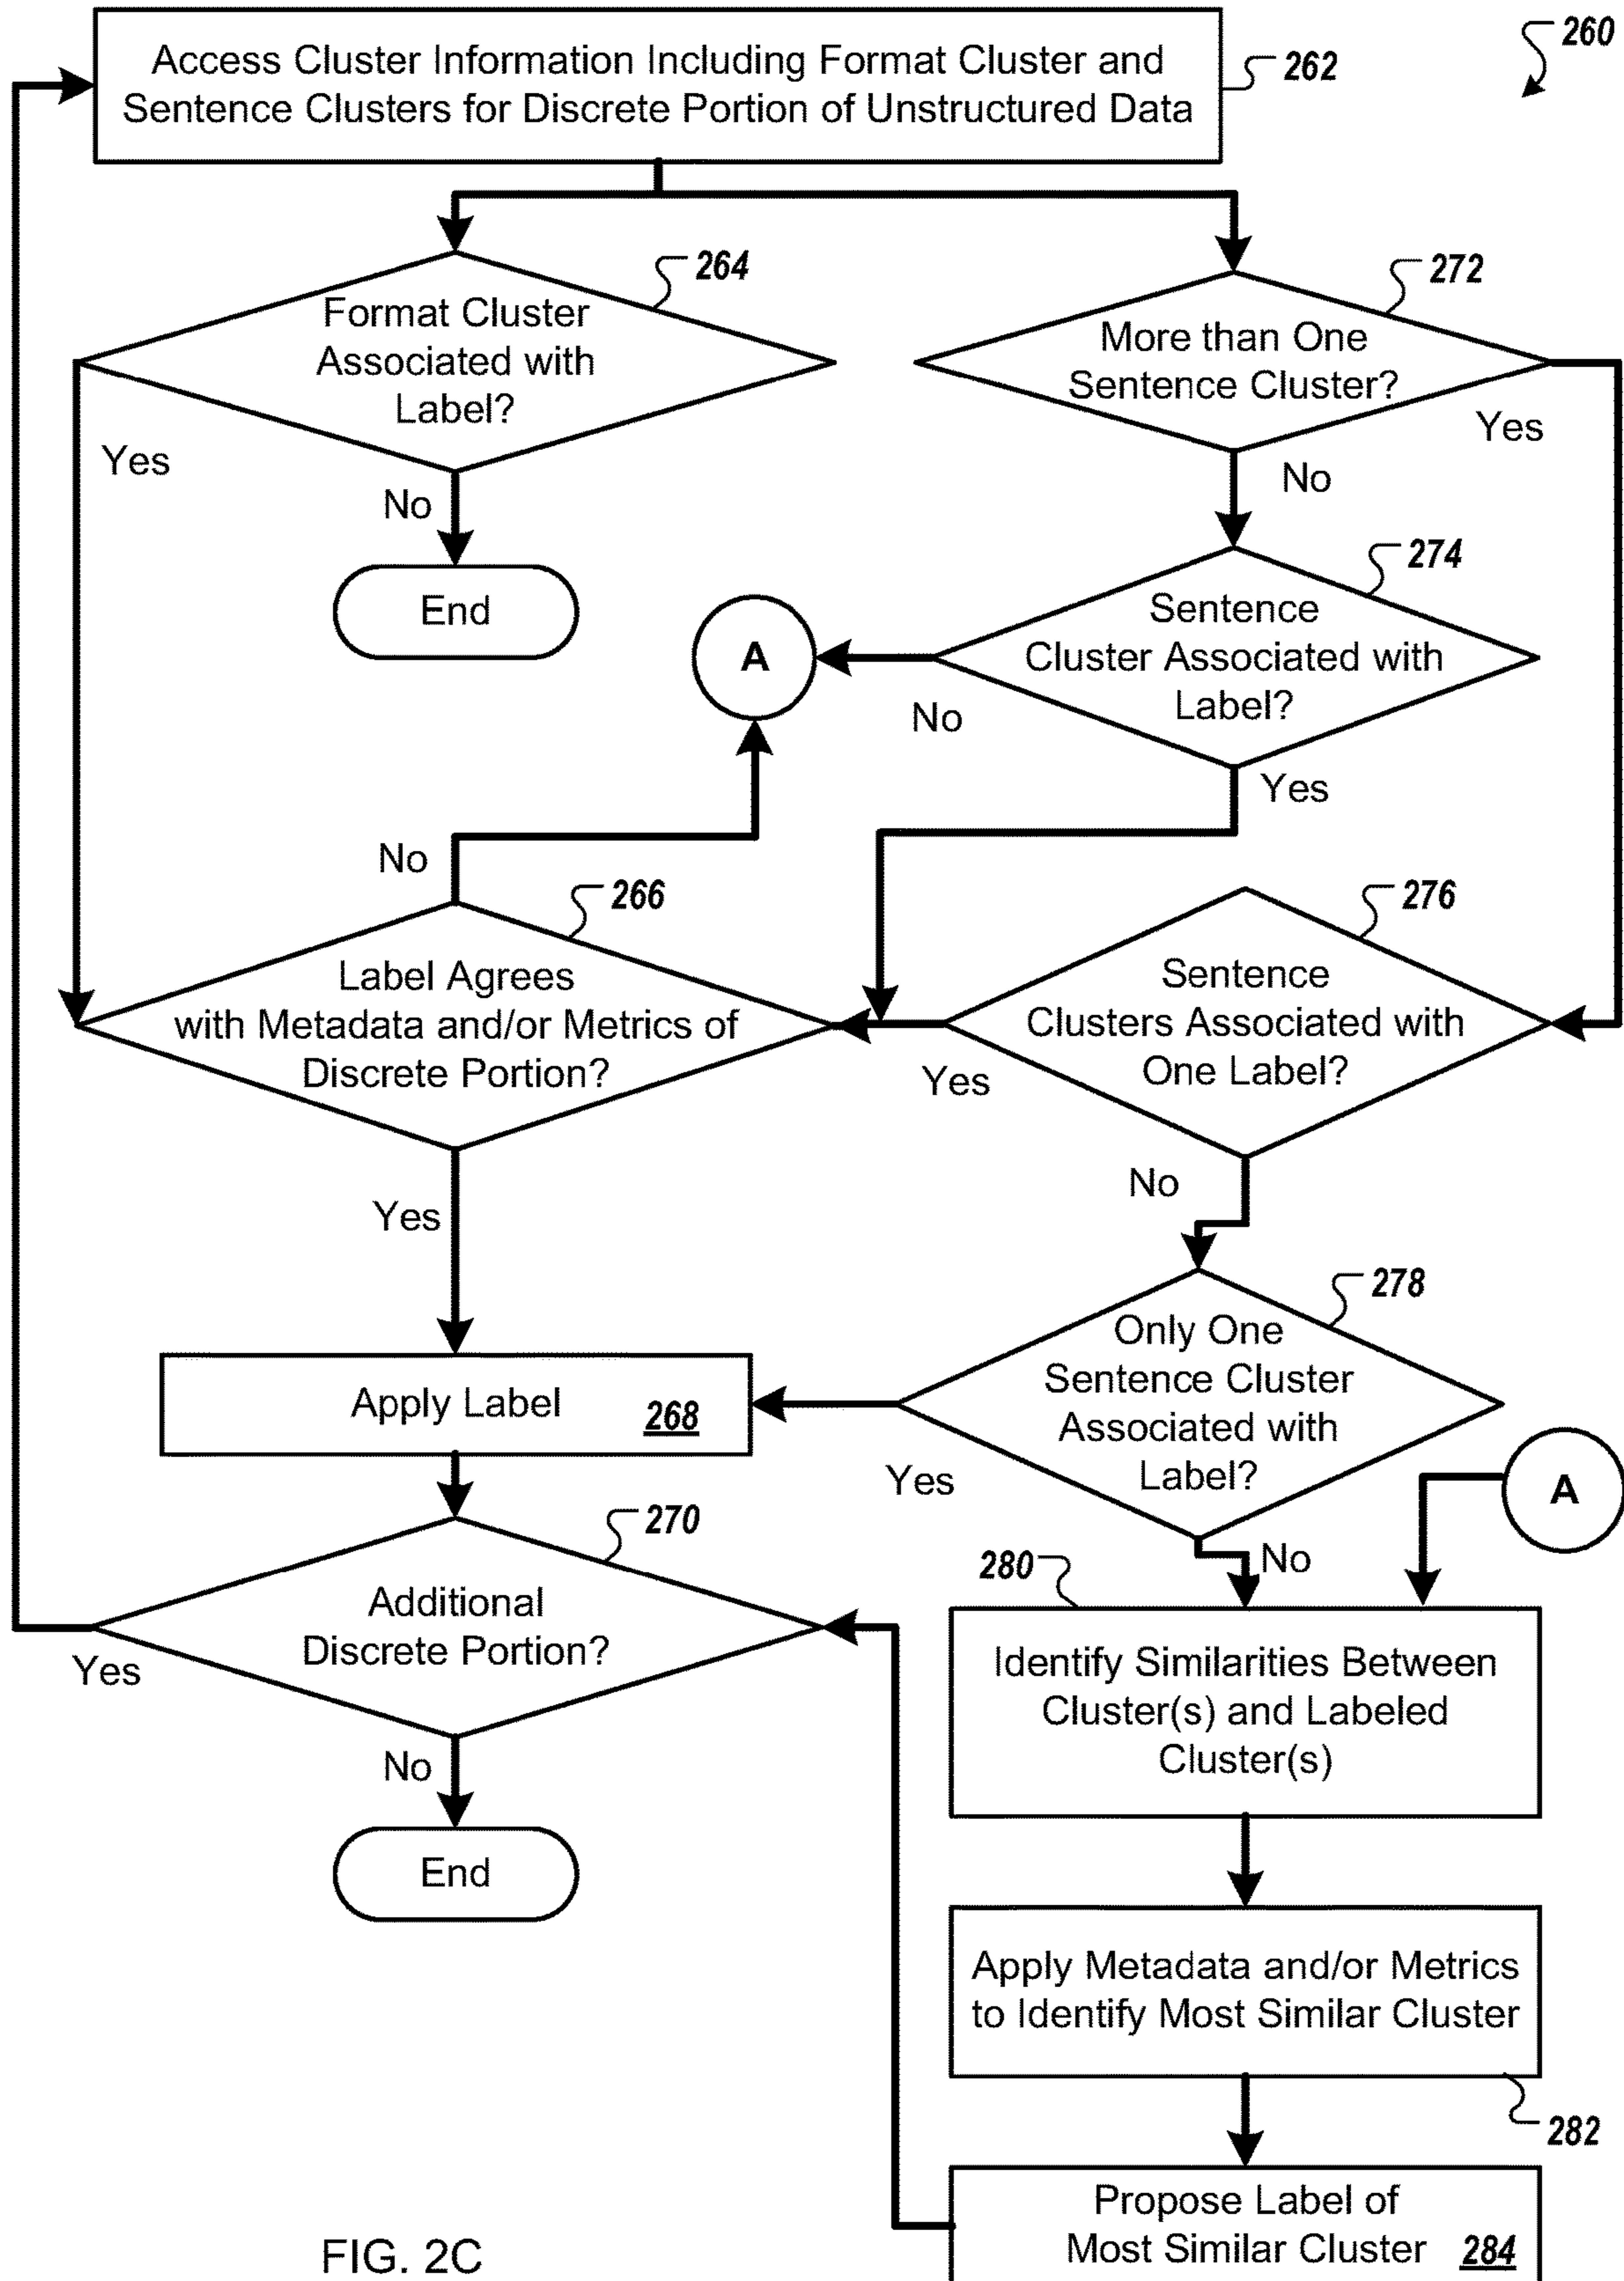 260
Access Cluster Information Including Format Cluster and
Sentence Clusters for Discrete Portion of Unstructured Data
262
264
Format Cluster
Associated with
Label?
Yes
No
End
272
More than One
Sentence Cluster?
Yes
No
274
Sentence
Cluster Associated with
Label?
No
Yes
A
No
266
Label Agrees
with Metadata and/or Metrics of
Discrete Portion?
Yes
276
Sentence
Clusters Associated with
One Label?
Yes
No
278
Only One
Sentence Cluster
Associated with
Label?
Yes
No
Apply Label 268
270
Additional
Discrete Portion?
Yes
No
End
A
280
Identify Similarities Between
Cluster(s) and Labeled
Cluster(s)
Apply Metadata and/or Metrics
to Identify Most Similar Cluster
282
Propose Label of
Most Similar Cluster 284
FIG. 2C